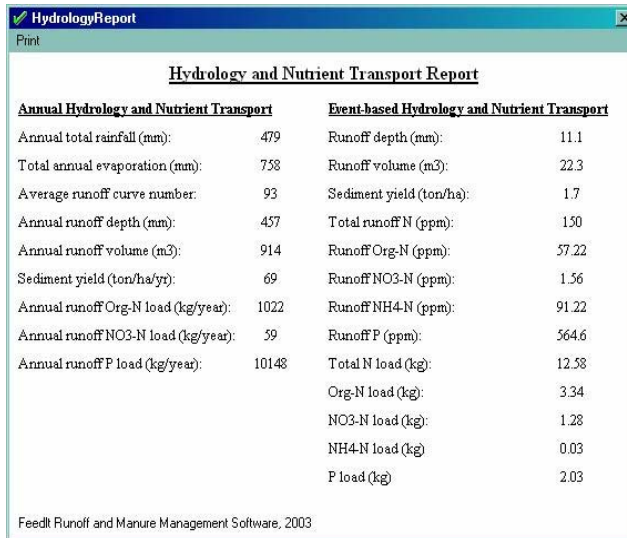 HydrologyReport
Print
Hydrology and Nutrient Transport Report
Annual Hydrology and Nutrient Transport
Annual total rainfall (mm): 479
Total annual evaporation (mm): 758
Average runoff curve number: 93
Annual runoff depth (mm): 457
Annual runoff volume (m3): 914
Sediment yield (ton/ha/yr): 69
Annual runoff Org-N load (kg/year): 1022
Annual runoff NO3-N load (kg/year): 59
Annual runoff P load (kg/year): 10148
Event-based Hydrology and Nutrient Transport
Runoff depth (mm): 11.1
Runoff volume (m3): 22.3
Sediment yield (ton/ha): 1.7
Total runoff N (ppm): 150
Runoff Org-N (ppm): 57.22
Runoff NO3-N (ppm): 1.56
Runoff NH4-N (ppm): 91.22
Runoff P (ppm): 564.6
Total N load (kg): 12.58
Org-N load (kg): 3.34
NO3-N load (kg): 1.28
NH4-N load (kg) 0.03
P load (kg) 2.03
Feedlt Runoff and Manure Management Software, 2003